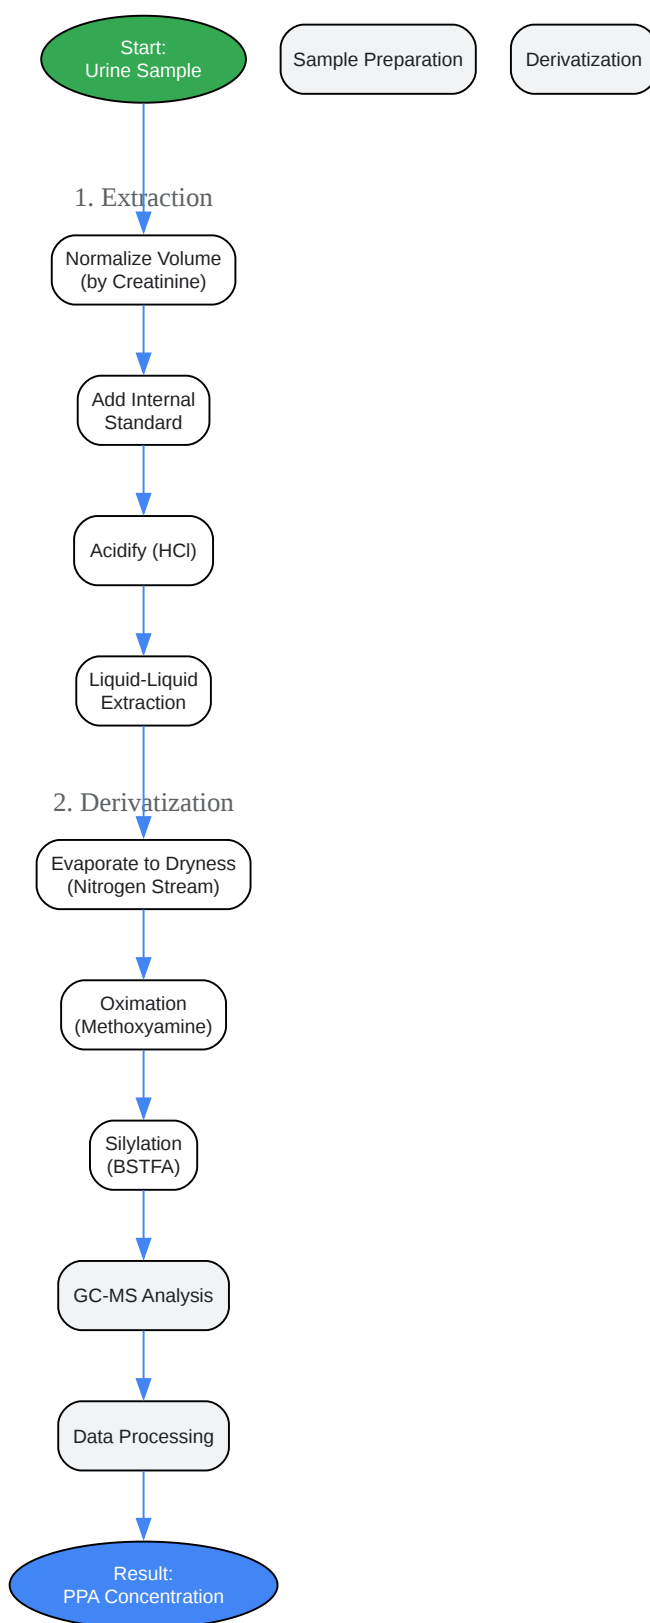 Start:
Urine Sample
Sample Preparation
Derivatization
1. Extraction
Normalize Volume
(by Creatinine)
Add Internal
Standard
Acidify (HCl)
Liquid-Liquid
Extraction
2. Derivatization
Evaporate to Dryness
(Nitrogen Stream)
Oximation
(Methoxyamine)
Silylation
(BSTFA)
GC-MS Analysis
Data Processing
Result:
PPA Concentration